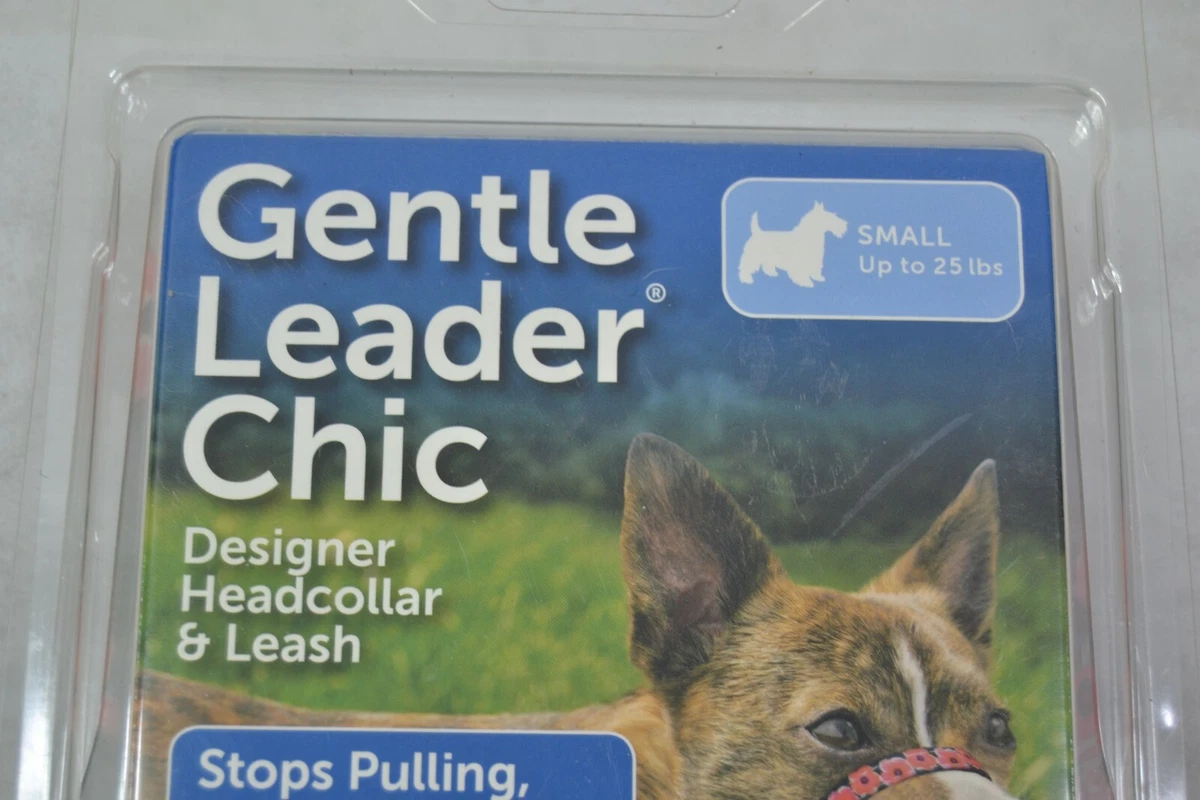 Gentle
Leader®
Chic
SMALL
Up to 25 lbs
Designer
Headcollar
& Leash
Stops Pulling,